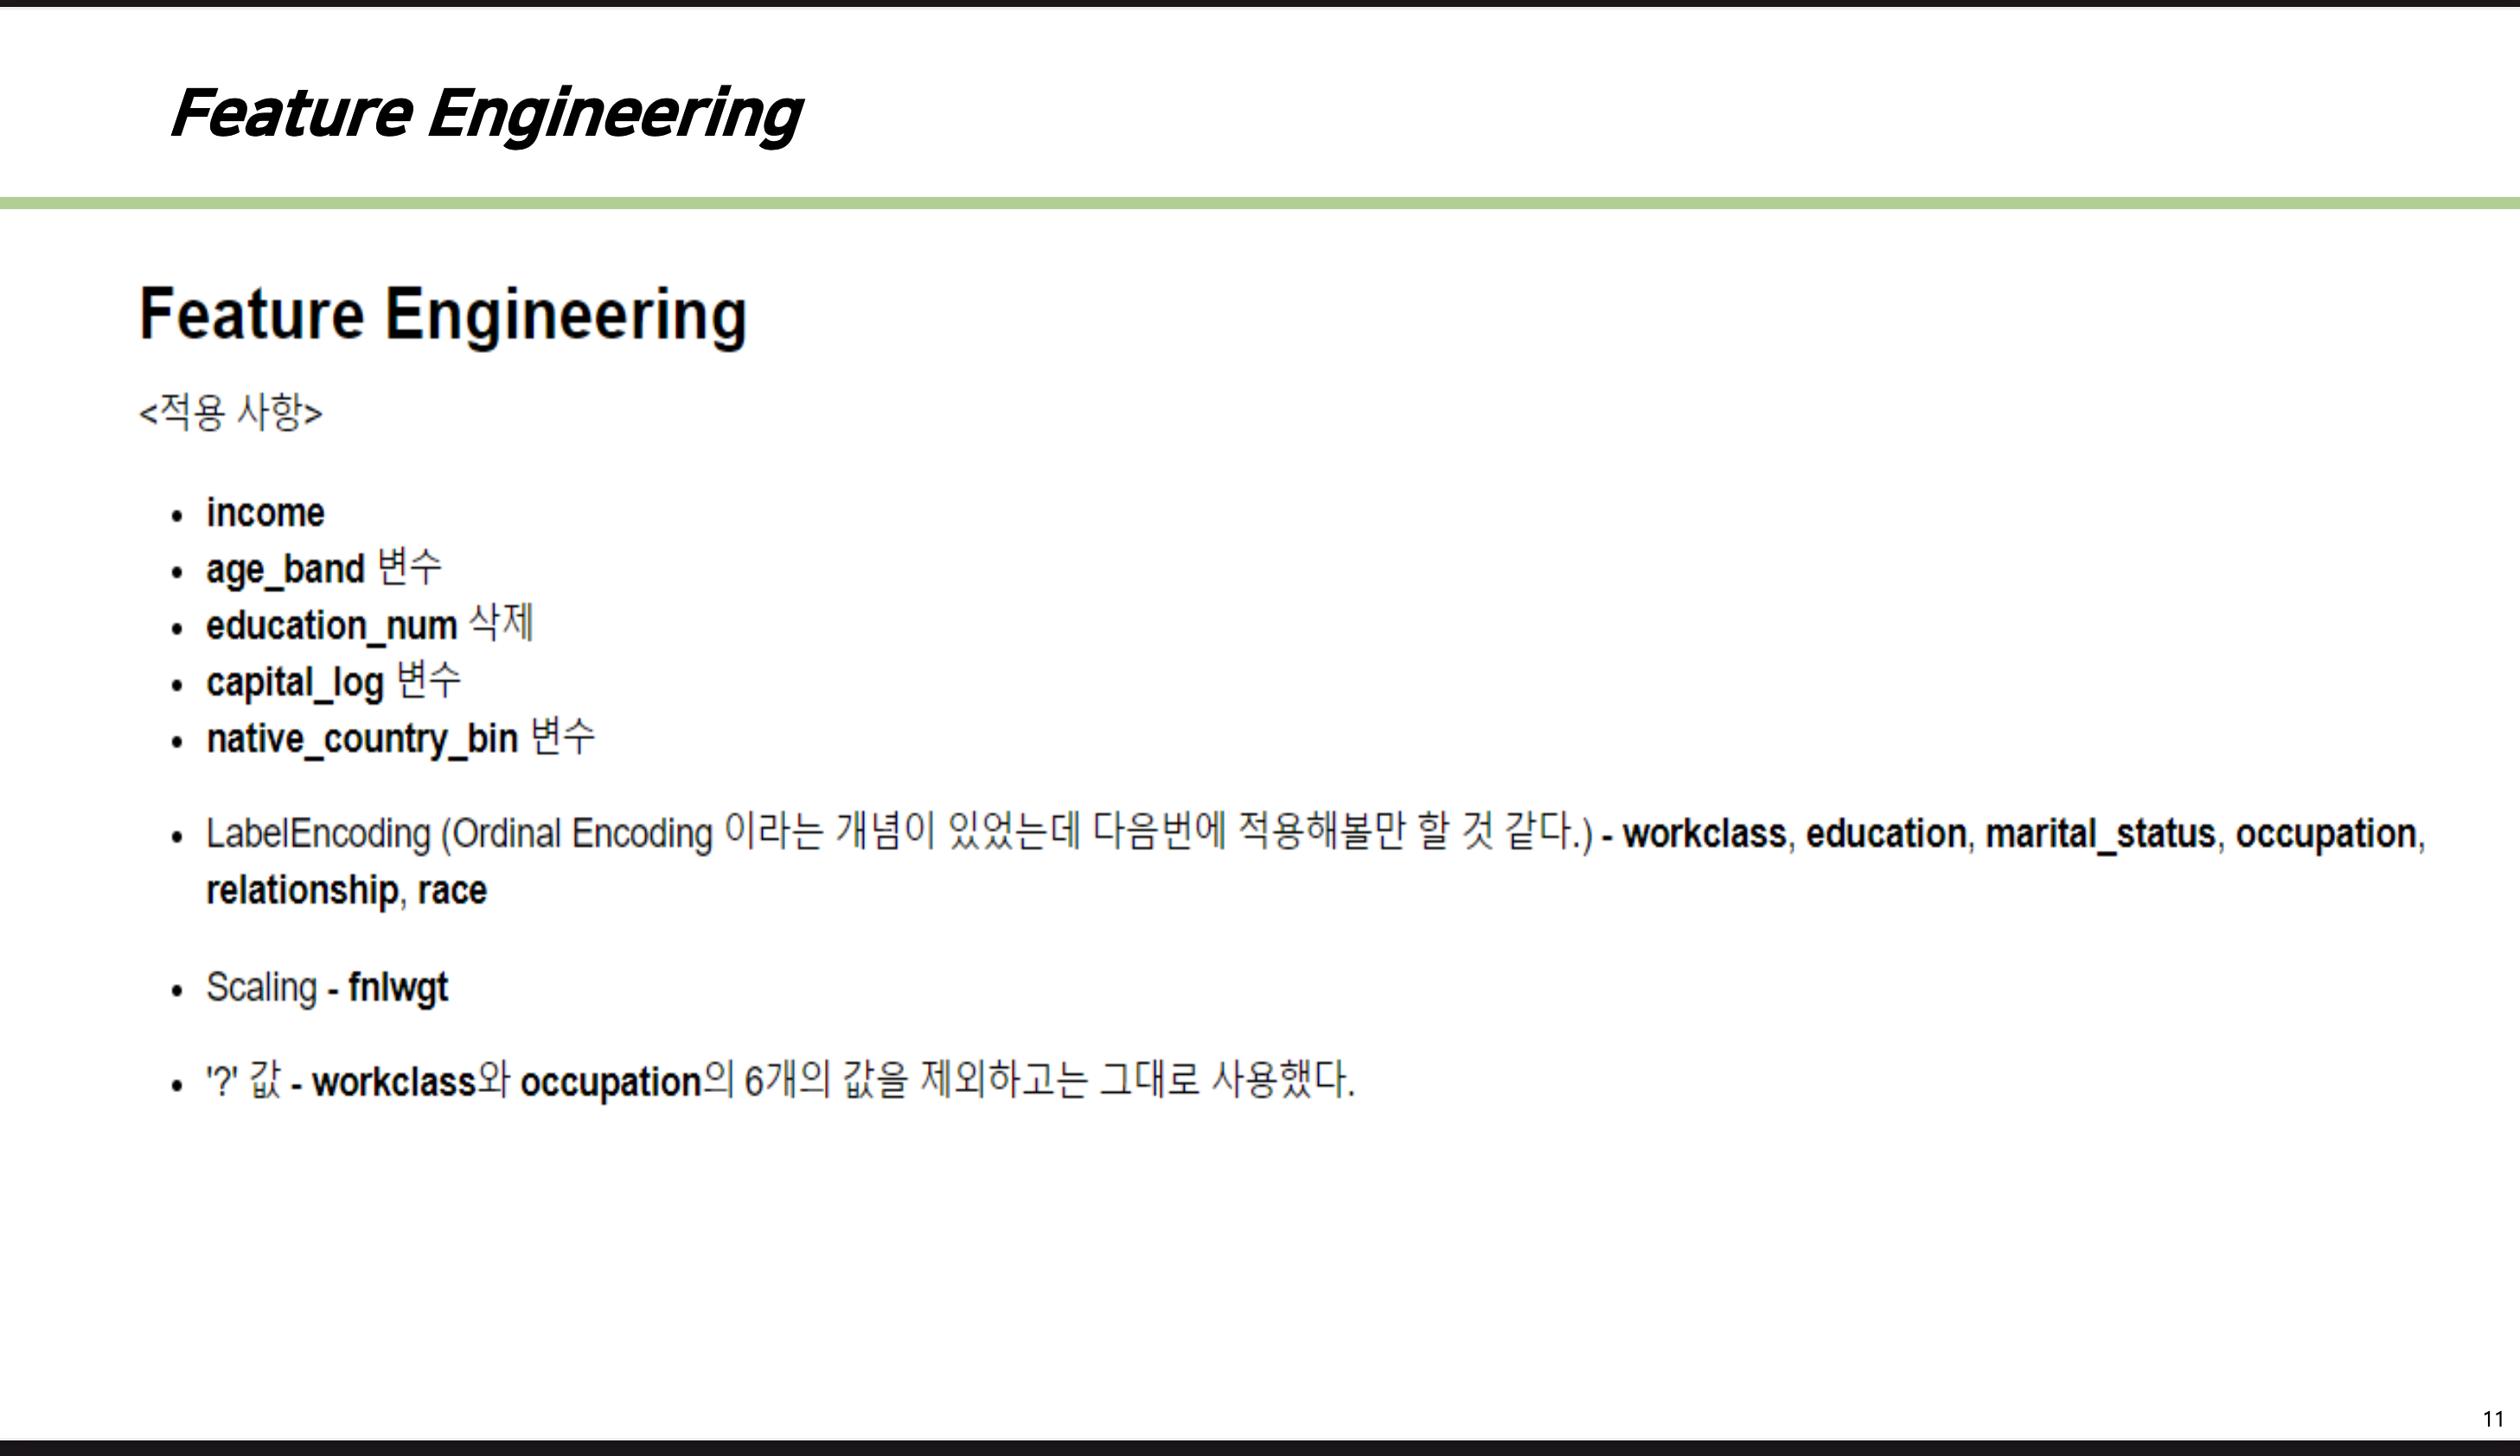 Feature Engineering
Feature Engineering
<적용 사항>
• income
• age_band 변수
• education_num 삭제
• capital_log 변수
• native_country_bin 변수
• LabelEncoding (Ordinal Encoding 이라는 개념이 있었는데 다음번에 적용해볼만 할 것 같다.) - workclass, education, marital_status, occupation,
relationship, race
• Scaling - fnlwgt
• '?' 값 - workclass와 occupation의 6개의 값을 제외하고는 그대로 사용했다.
11